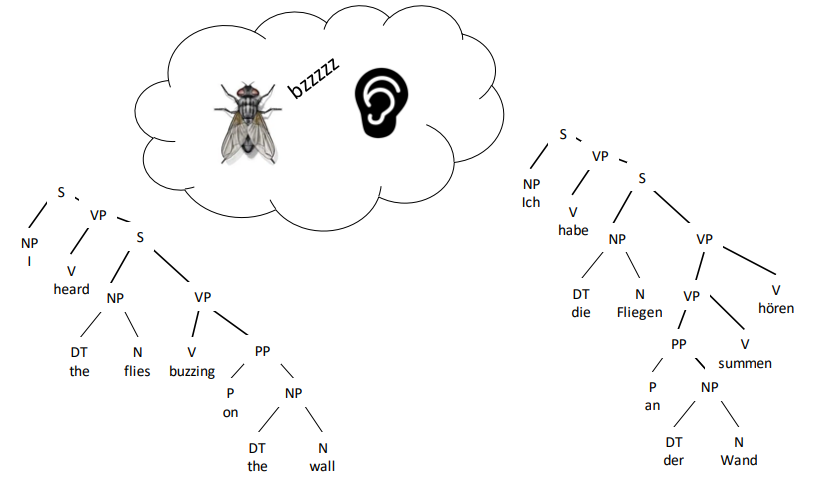 bzzzzz
S
VP
NP
I
S
V
heard
NP
VP
DT
the
N
flies
V
buzzing
PP
P
on
NP
DT
the
N
wall
S
VP
NP
Ich
S
V
habe
NP
VP
DT
die
N
Fliegen
VP
V
hören
PP
V
summen
P
an
NP
DT
der
N
Wand